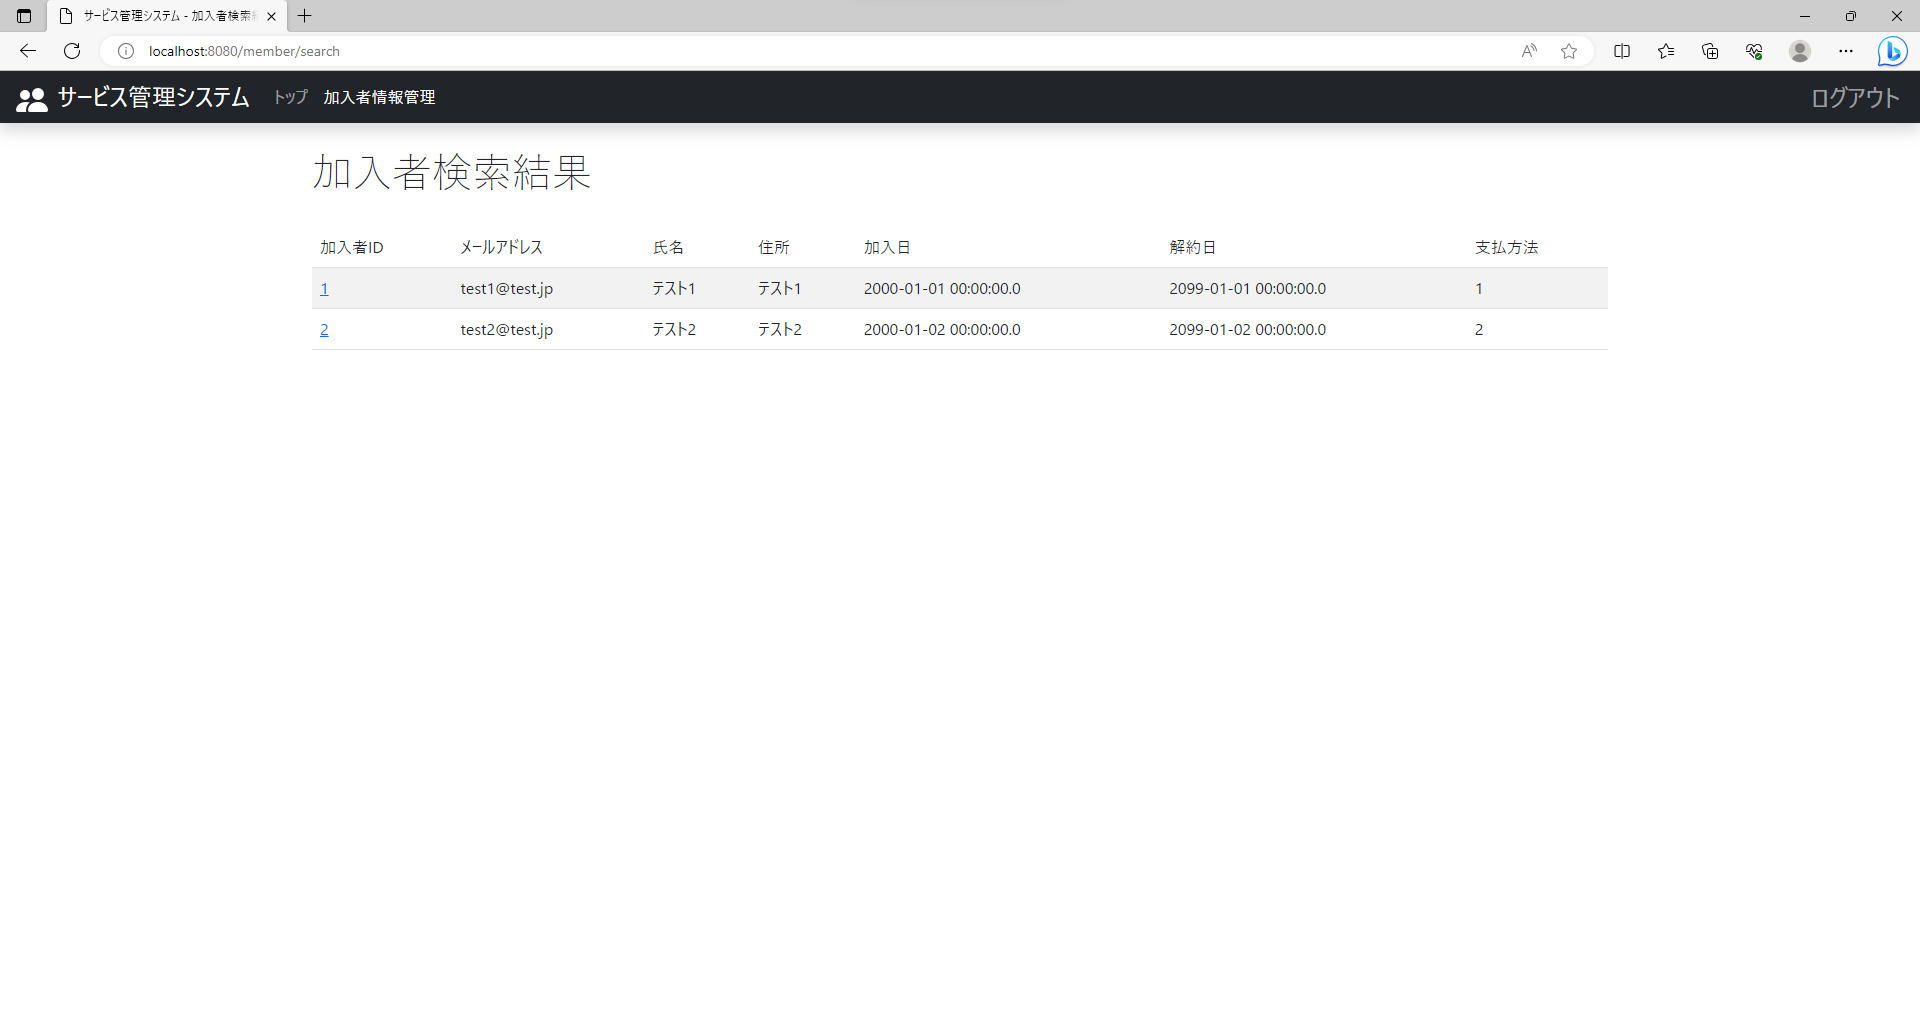 サービス管理システム - 加入者検索
localhost:8080/member/search
サービス管理システム トップ 加入者情報管理 ログアウト
加入者検索結果
加入者ID メールアドレス 氏名 住所 加入日 解約日 支払方法
1 test1@test.jp テスト1 テスト1 2000-01-01 00:00:00.0 2099-01-01 00:00:00.0 1
2 test2@test.jp テスト2 テスト2 2000-01-02 00:00:00.0 2099-01-02 00:00:00.0 2